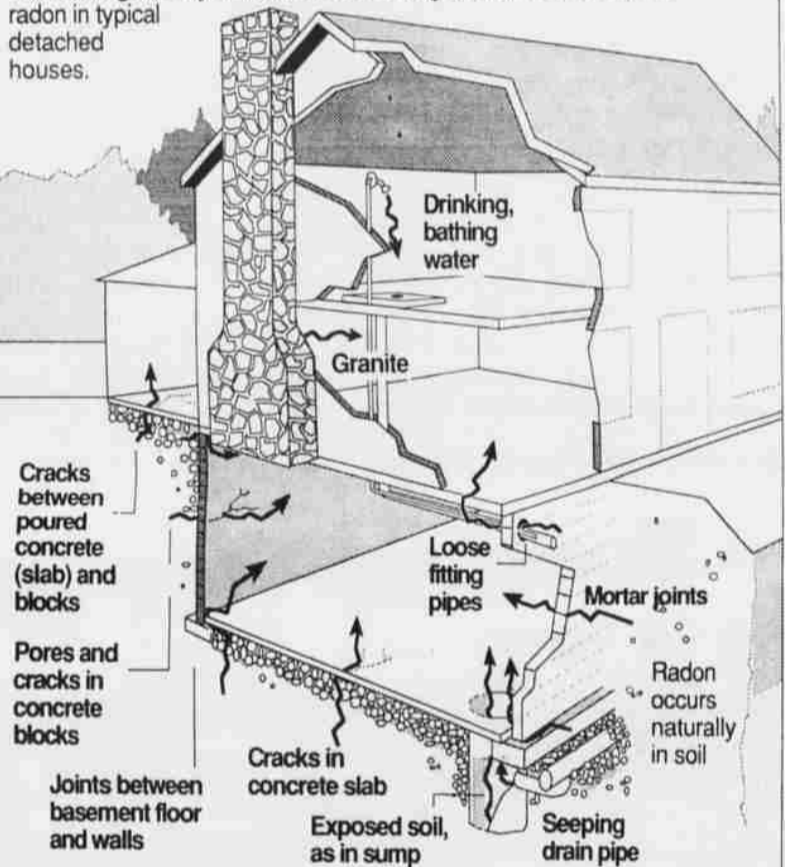 radon in typical
detached
houses.
Drinking,
bathing
water
Granite
Cracks
between
poured
concrete
(slab) and
blocks
Loose
fitting
pipes
Mortar joints
Pores and
cracks in
concrete
blocks
Radon
occurs
naturally
in soil
Joints between
basement floor
and walls
Cracks in
concrete slab
Exposed soil,
as in sump
Seeping
drain pipe